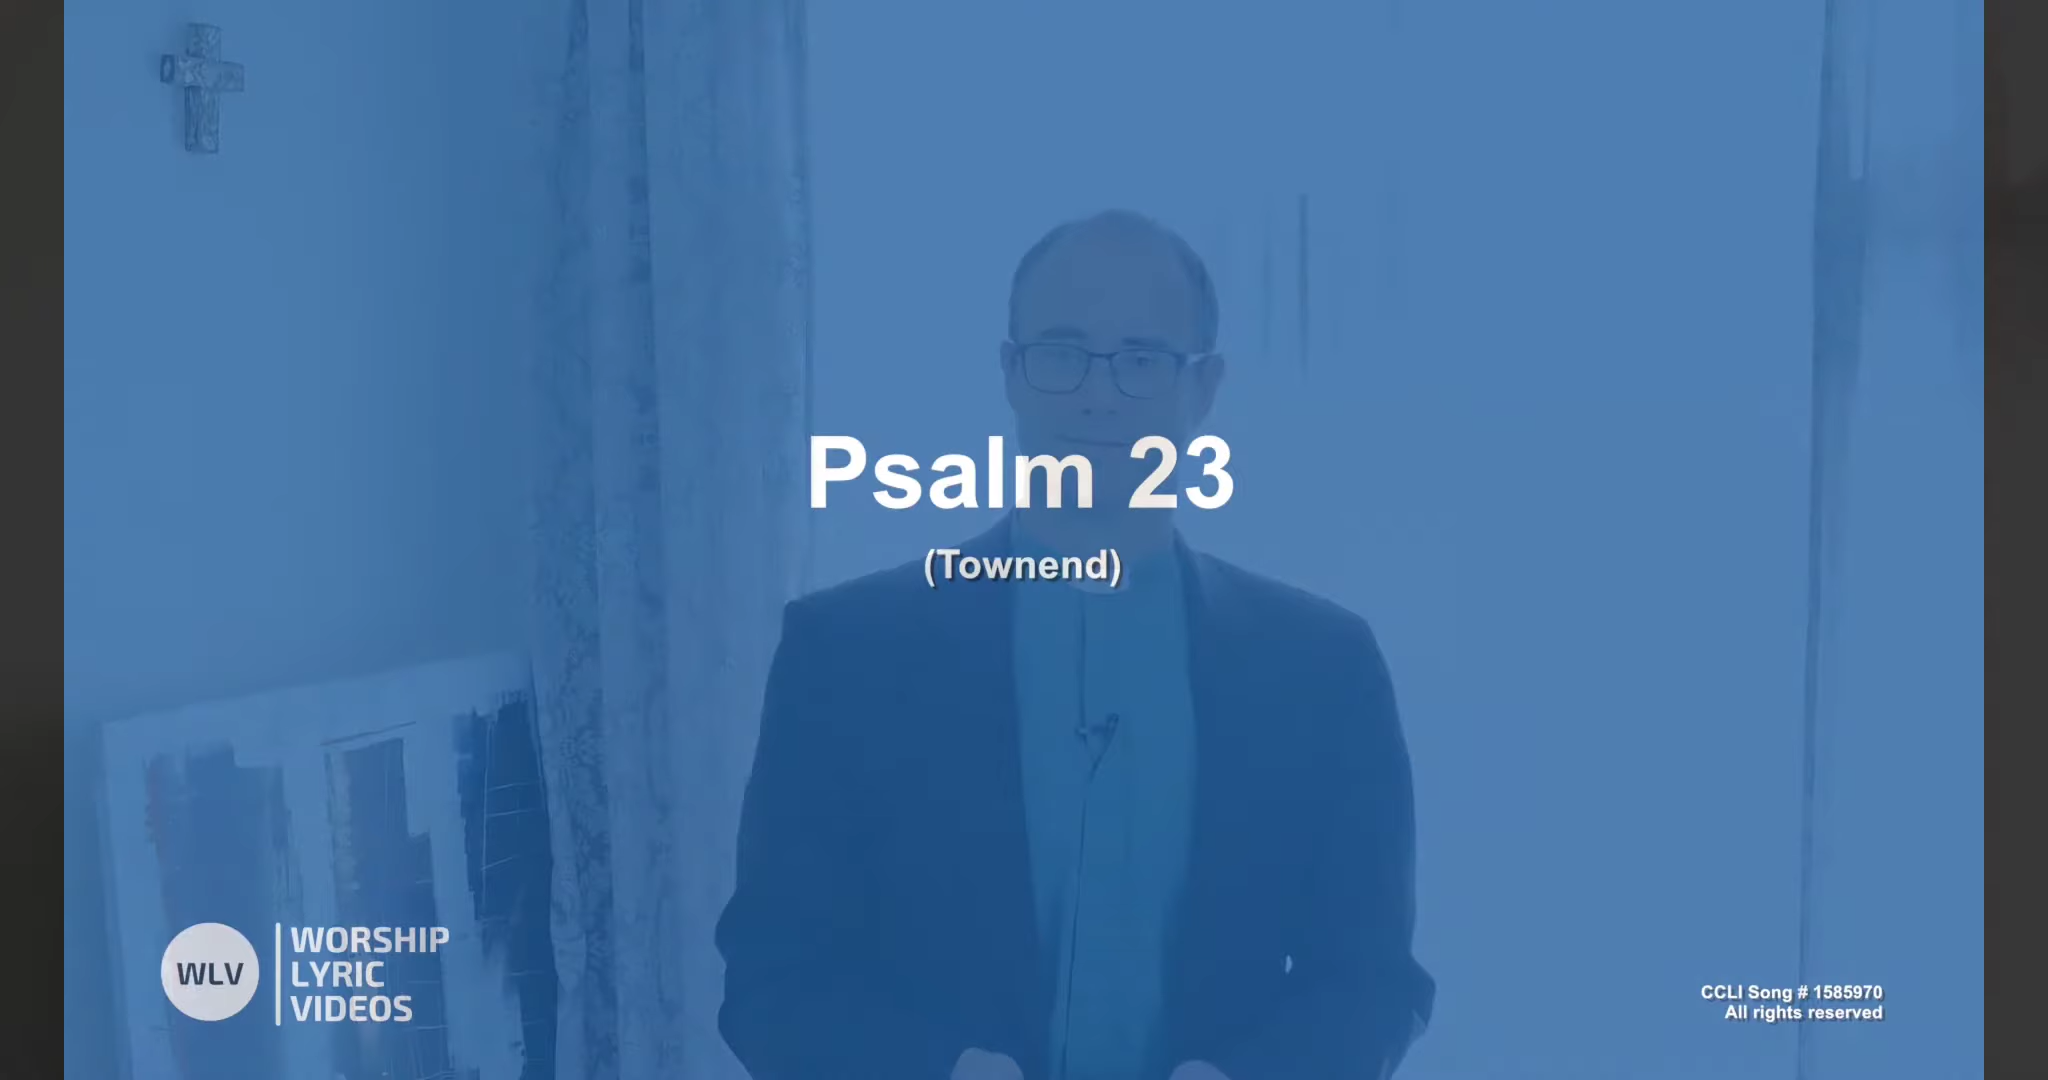 Psalm 23
(Townend)
WLV
WORSHIP
LYRIC
VIDEOS
CCLI Song # 1585970
All rights reserved